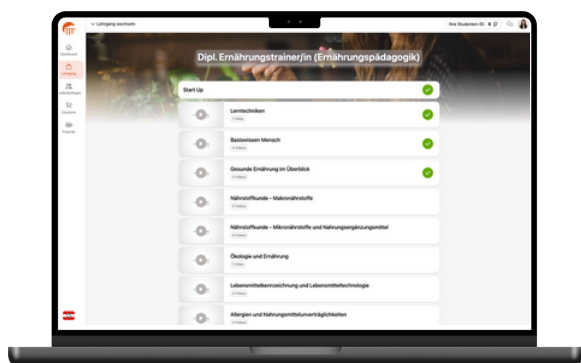 Lehrgang wechseln
Ihre Studenten-ID:
Dashboard
Lehrgang
Dipl. Ernährungstrainer/in (Ernährungspädagogik)
Start Up
Lerntechniken
1 Video
Basiswissen Mensch
Gesunde Ernährung im Überblick
Nährstoffkunde - Makronährstoffe
Nährstoffkunde - Mikronährstoffe und Nahrungsergänzungsmittel
Ökologie und Ernährung
1 Video
Lebensmittelkennzeichnung und Lebensmitteltechnologie
Allergien und Nahrungsmittelunverträglichkeiten